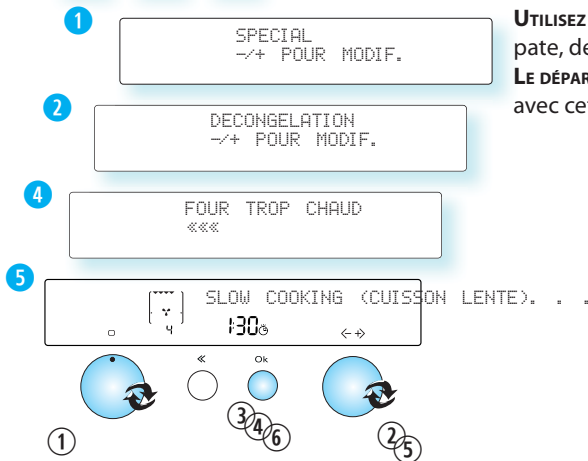 1
SPECIAL
-/+ POUR MODIF.
UTILISEZ
pate, de
LE DÉPAR
avec ce
2
DECONGELATION
-/+ POUR MODIF.
4
FOUR TROP CHAUD
«««
5
SLOW COOKING (CUISSON LENTE). . .
4
1:30
«
Ok
3
4
6
1
2
5